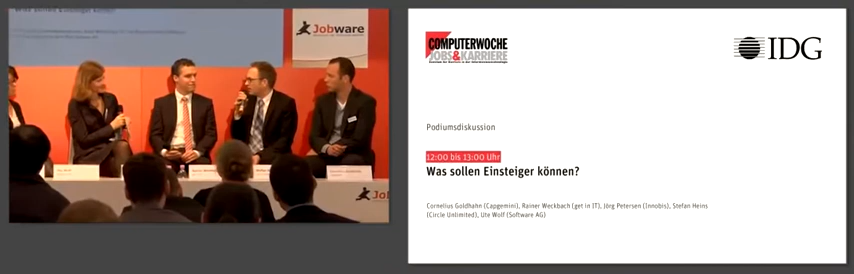 Jobware
COMPUTERWOCHE
JOBS&KARRIERE
IDG
Podiumsdiskussion
12:00 bis 13:00 Uhr
Was sollen Einsteiger können?
Cornelius Goldhahn (Capgemini), Rainer Weckbach (get in IT), Jörg Petersen (Innobis), Stefan Heins
(Circle Unlimited), Ute Wolf (Software AG)